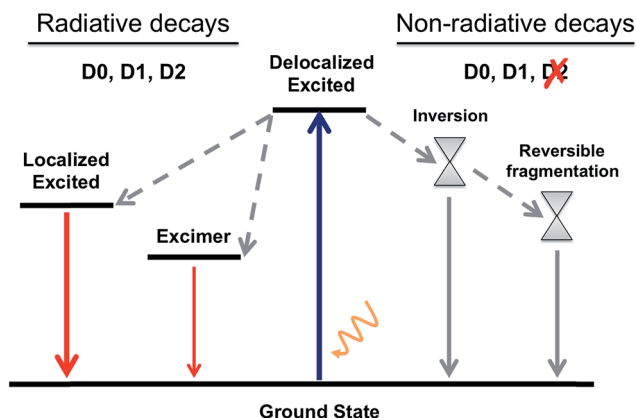 Radiative decays
Non-radiative decays
D0, D1, D2
D0, D1, D2
Delocalized
Excited
Inversion
Localized
Excited
Reversible
fragmentation
Excimer
Ground State